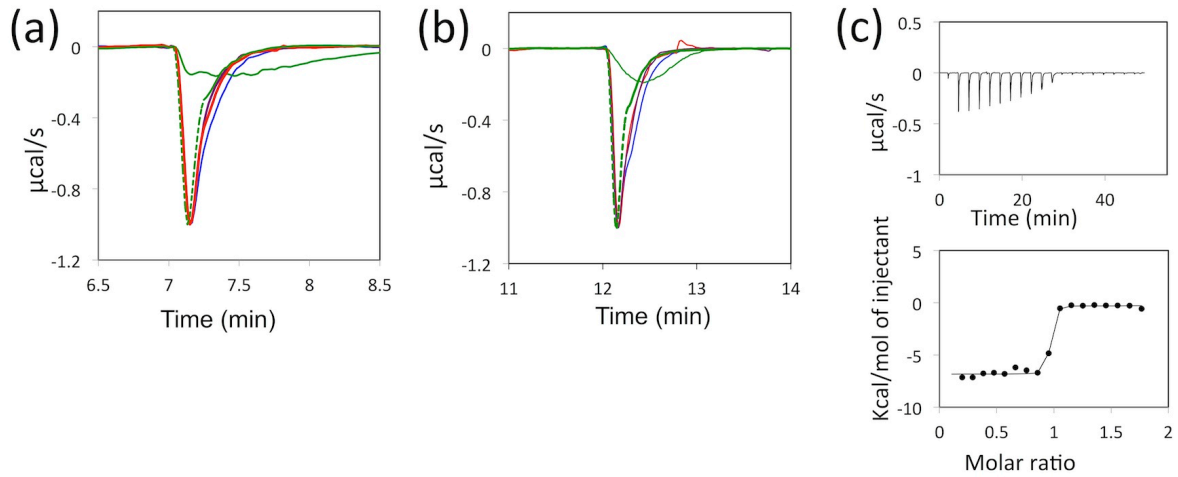 (a)
0
-0.4
-0.8
-1.2
μcal/s
6.5 7 7.5 8 8.5
Time (min)
(b)
0
-0.4
-0.8
-1.2
μcal/s
11 12 13 14
Time (min)
(c)
0.5
0
-0.5
-1
μcal/s
0 20 40
Time (min)
5
0
-5
-10
Kcal/mol of injectant
0 0.5 1 1.5 2
Molar ratio